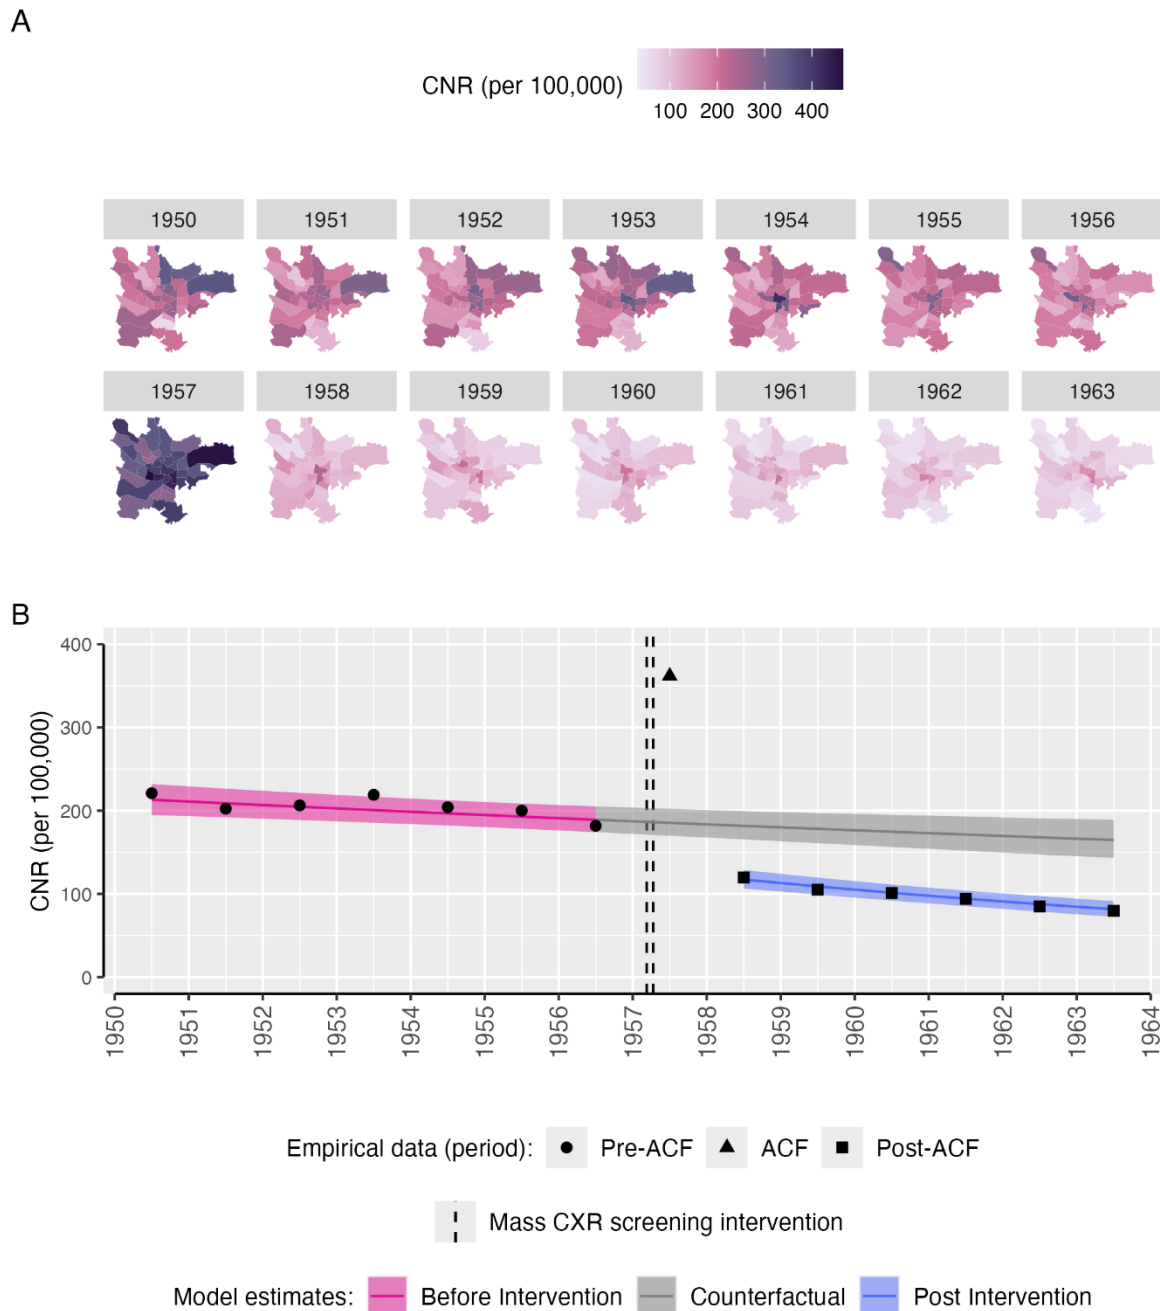 A
CNR (per 100,000)
100 200 300 400
1950 1951 1952 1953 1954 1955 1956
1957 1958 1959 1960 1961 1962 1963
B
CNR (per 100,000)
400
300
200
100
0
1950 1951 1952 1953 1954 1955 1956 1957 1958 1959 1960 1961 1962 1963 1964
Empirical data (period): Pre-ACF ACF Post-ACF
Mass CXR screening intervention
Model estimates: Before Intervention Counterfactual Post Intervention